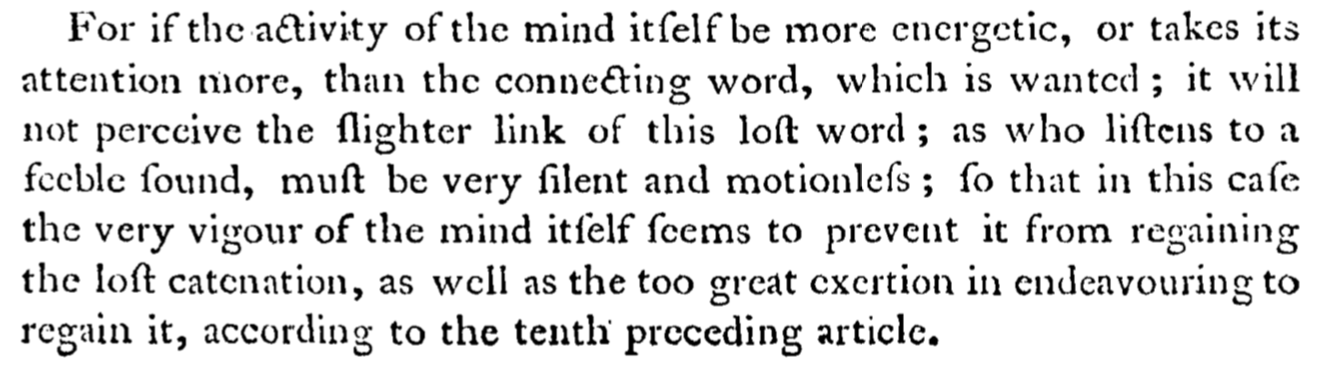 For if the activity of the mind itſelf be more energetic, or takes its
attention more, than the connecting word, which is wanted ; it will
not perceive the ſlighter link of this loſt word ; as who liſtens to a
feeble ſound, muſt be very ſilent and motionleſs ; ſo that in this caſe
the very vigour of the mind itſelf ſeems to prevent it from regaining
the loſt catenation, as well as the too great exertion in endeavouring to
regain it, according to the tenth preceding article.